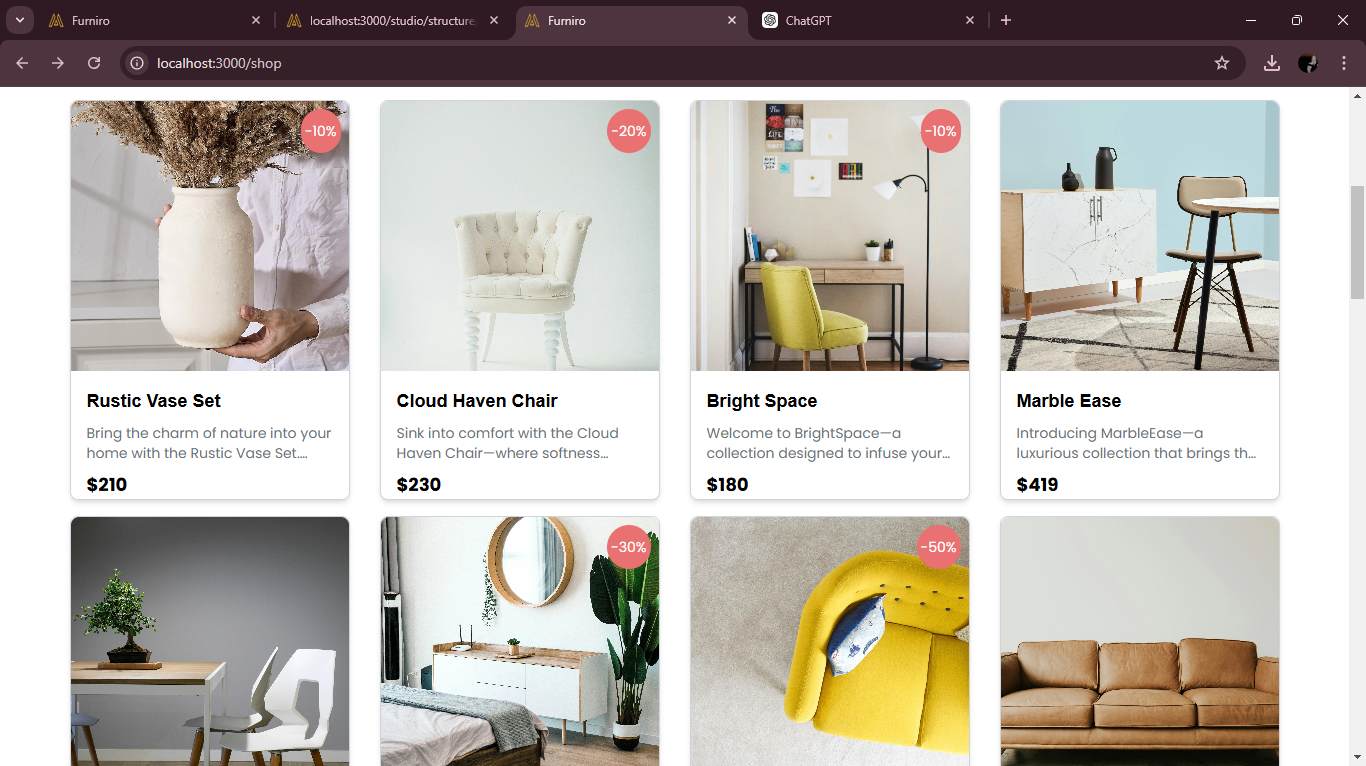 Furniro
localhost:3000/studio/structure
Furniro
ChatGPT
localhost:3000/shop
-10%
-20%
-10%
The
LIFE
Rustic Vase Set
Cloud Haven Chair
Bright Space
Marble Ease
Bring the charm of nature into your
home with the Rustic Vase Set....
Sink into comfort with the Cloud
Haven Chair—where softness...
Welcome to BrightSpace—a
collection designed to infuse your...
Introducing MarbleEase—a
luxurious collection that brings th...
$210
$230
$180
$419
-30%
-50%